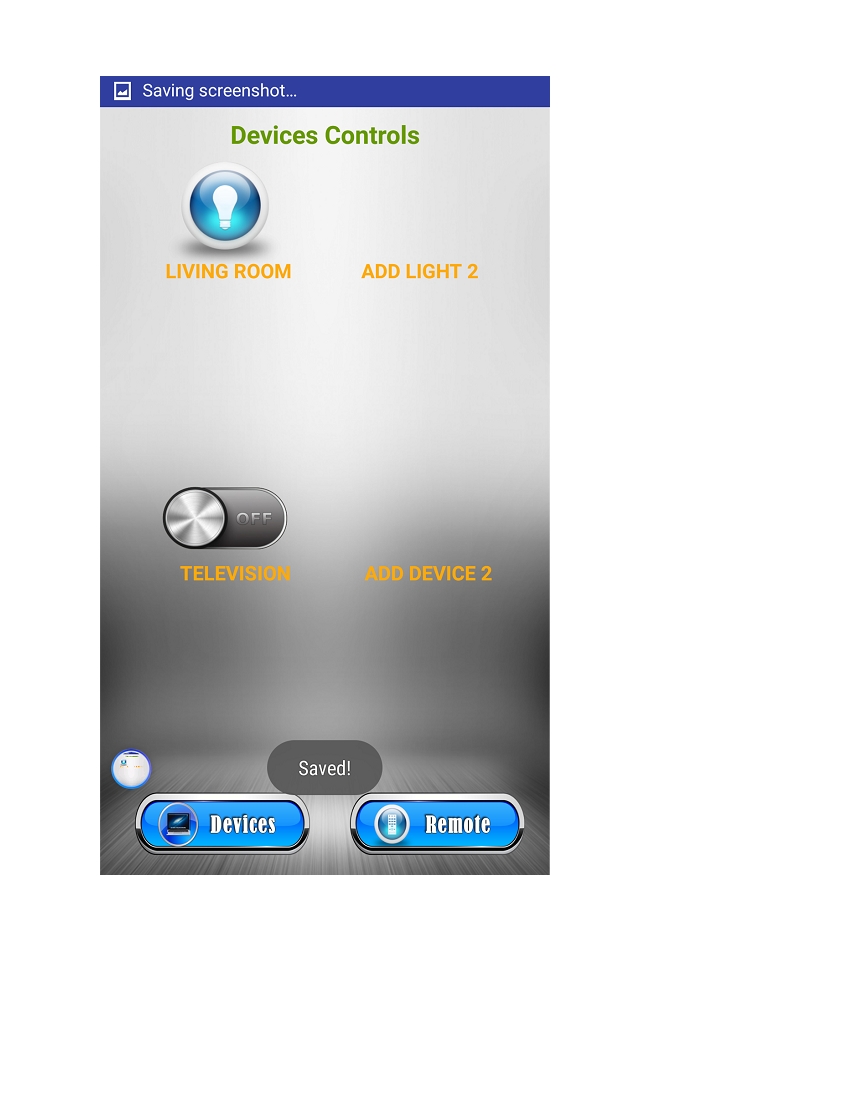 Saving screenshot...
Devices Controls
LIVING ROOM
ADD LIGHT 2
OFF
TELEVISION
ADD DEVICE 2
Saved!
Devices
Remote